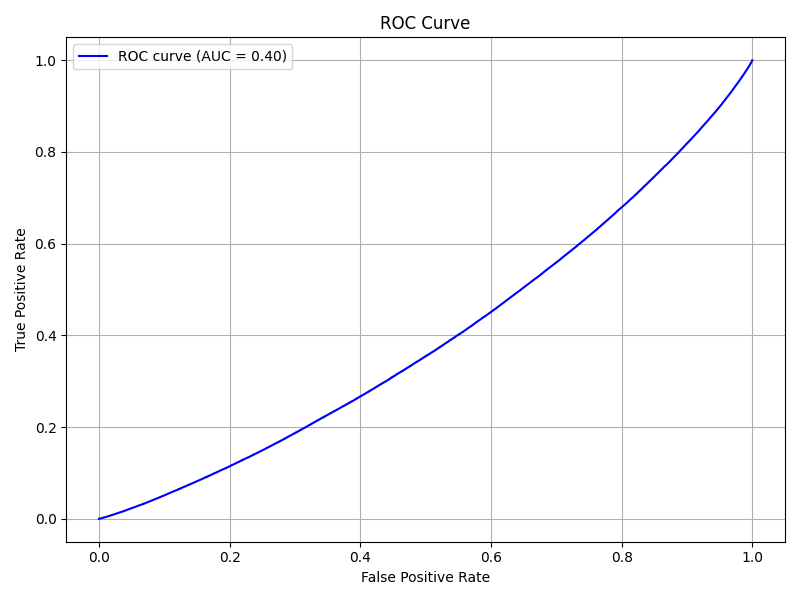 ROC Curve
ROC curve (AUC = 0.40)
1.0
0.8
0.6
0.4
0.2
0.0
True Positive Rate
0.0 0.2 0.4 0.6 0.8 1.0
False Positive Rate